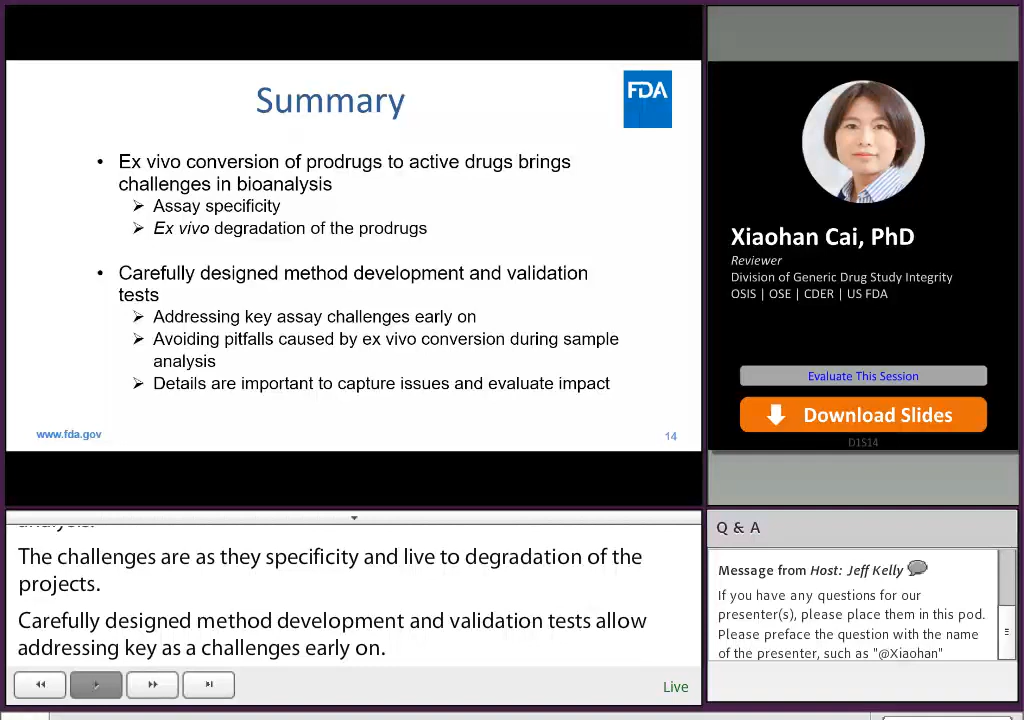 Summary
FDA
• Ex vivo conversion of prodrugs to active drugs brings
challenges in bioanalysis
➢ Assay specificity
➢ Ex vivo degradation of the prodrugs
• Carefully designed method development and validation
tests
➢ Addressing key assay challenges early on
➢ Avoiding pitfalls caused by ex vivo conversion during sample
analysis
➢ Details are important to capture issues and evaluate impact
www.fda.gov
14
Xiaohan Cai, PhD
Reviewer
Division of Generic Drug Study Integrity
OSIS | OSE | CDER | US FDA
Evaluate This Session
Download Slides
D1S14
The challenges are as they specificity and live to degradation of the
projects.
Carefully designed method development and validation tests allow
addressing key as a challenges early on.
Live
Q & A
Message from Host: Jeff Kelly
If you have any questions for our
presenter(s), please place them in this pod.
Please preface the question with the name
of the presenter, such as "@Xiaohan"